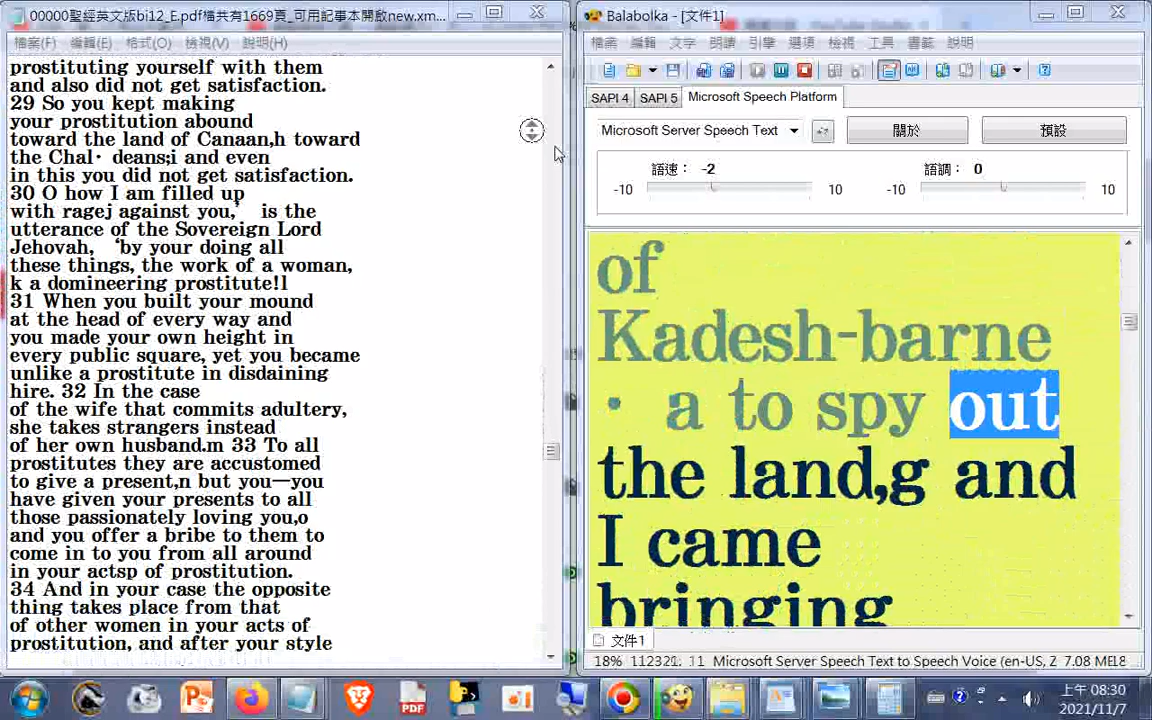 00000聖經英文版bi12_E.pdf檔共有1669頁_可用記事本開啟new.xm...
檔案(F) 編輯(E) 格式(O) 檢視(V) 說明(H)
prostituting yourself with them
and also did not get satisfaction.
29 So you kept making
your prostitution abound
toward the land of Canaan,h toward
the Chal· deans;i and even
in this you did not get satisfaction.
30 O how I am filled up
with ragej against you,’ is the
utterance of the Sovereign Lord
Jehovah, ‘by your doing all
these things, the work of a woman,
k a domineering prostitute!l
31 When you built your mound
at the head of every way and
you made your own height in
every public square, yet you became
unlike a prostitute in disdaining
hire. 32 In the case
of the wife that commits adultery,
she takes strangers instead
of her own husband.m 33 To all
prostitutes they are accustomed
to give a present,n but you—you
have given your presents to all
those passionately loving you,o
and you offer a bribe to them to
come in to you from all around
in your actsp of prostitution.
34 And in your case the opposite
thing takes place from that
of other women in your acts of
prostitution, and after your style
Balabolka - [文件1]
檔案 編輯 文字 朗讀 引擎 選項 檢視 工具 書籤 說明
SAPI 4 SAPI 5 Microsoft Speech Platform
Microsoft Server Speech Text 關於 預設
語速： -2 語調： 0
-10 10 -10 10
of
Kadesh-barne
· a to spy out
the land,g and
I came
bringing
文件1
18% 112321: 11 Microsoft Server Speech Text to Speech Voice (en-US, Z 7.08 МБ
上午 08:30
2021/11/7